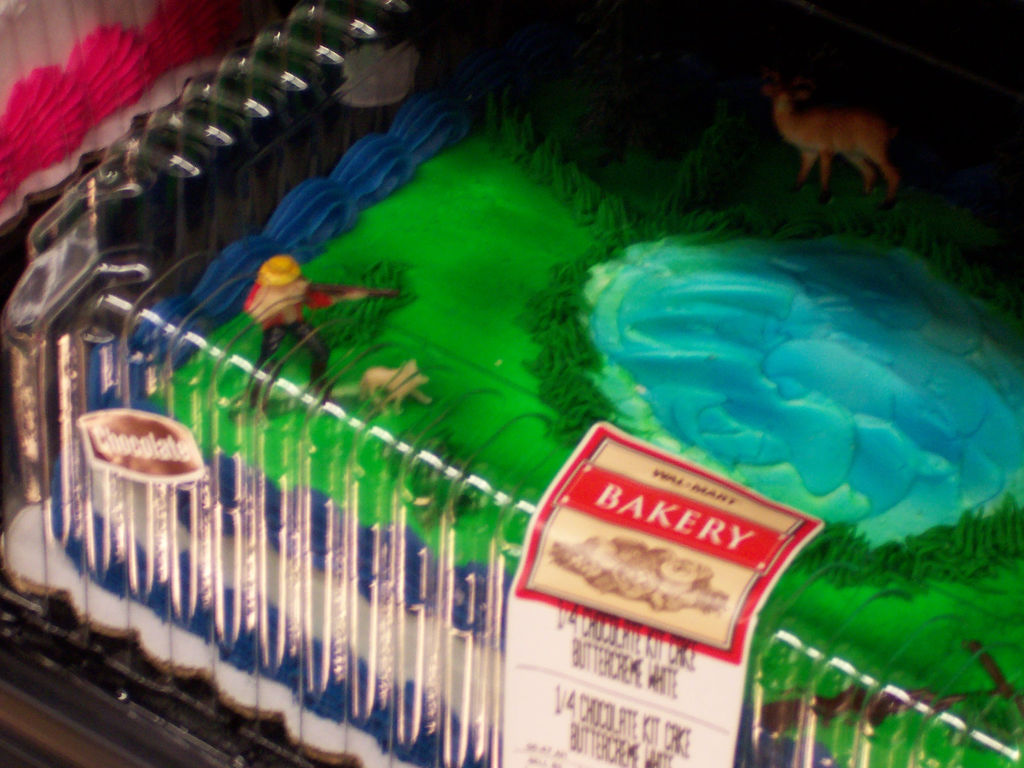 Chocolate
WAL-MART
BAKERY
1/4 CHOCOLATE KIT CAKE
BUTTERCREME WHITE
1/4 CHOCOLATE KIT CAKE
BUTTERCREME WHITE